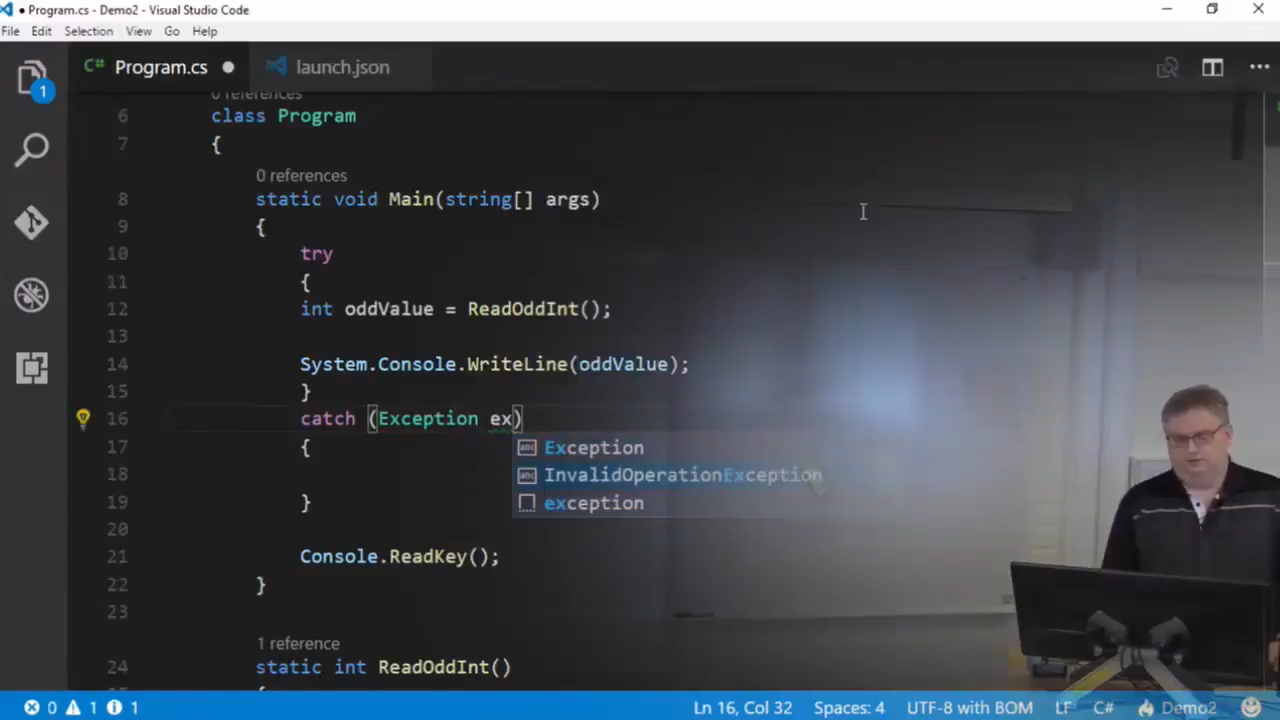 ● Program.cs - Demo2 - Visual Studio Code
File Edit Selection View Go Help
1
C# Program.cs ● launch.json ...
0 references
6 class Program
7 {
0 references
8 static void Main(string[] args)
9 {
10 try
11 {
12 int oddValue = ReadOddInt();
13
14 System.Console.WriteLine(oddValue);
15 }
16 catch (Exception ex)
17 {
Exception
18
InvalidOperationException
19 }
exception
20
21 Console.ReadKey();
22 }
23
1 reference
24 static int ReadOddInt()
{
0 1 1 Ln 16, Col 32 Spaces: 4 UTF-8 with BOM LF C# Demo2